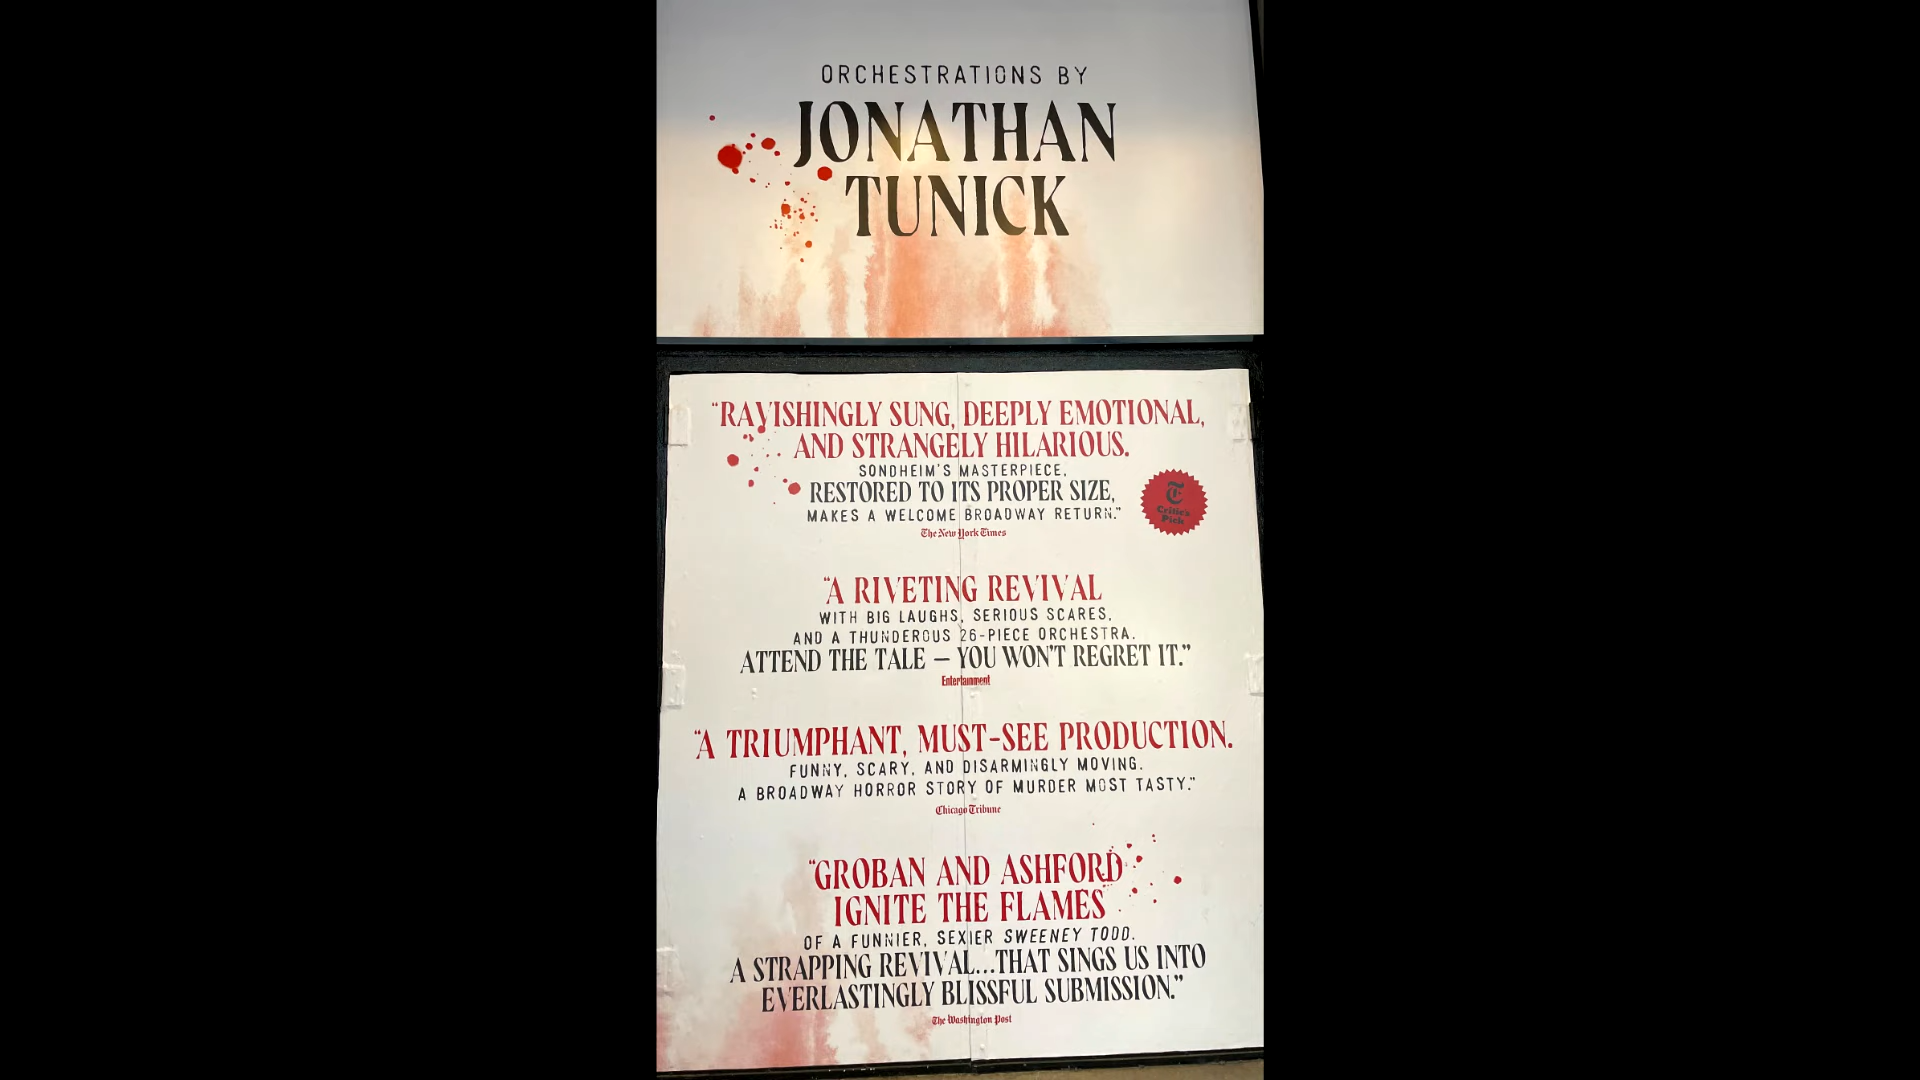 ORCHESTRATIONS BY
JONATHAN
TUNICK
"RAVISHINGLY SUNG, DEEPLY EMOTIONAL,
AND STRANGELY HILARIOUS.
SONDHEIM'S MASTERPIECE,
RESTORED TO ITS PROPER SIZE,
MAKES A WELCOME BROADWAY RETURN."
The New York Times
T
Critic's
Pick
"A RIVETING REVIVAL
WITH BIG LAUGHS, SERIOUS SCARES,
AND A THUNDEROUS 26-PIECE ORCHESTRA.
ATTEND THE TALE – YOU WON'T REGRET IT."
Entertainment
"A TRIUMPHANT, MUST-SEE PRODUCTION.
FUNNY, SCARY, AND DISARMINGLY MOVING.
A BROADWAY HORROR STORY OF MURDER MOST TASTY."
Chicago Tribune
"GROBAN AND ASHFORD
IGNITE THE FLAMES
OF A FUNNIER, SEXIER SWEENEY TODD.
A STRAPPING REVIVAL...THAT SINGS US INTO
EVERLASTINGLY BLISSFUL SUBMISSION."
The Washington Post